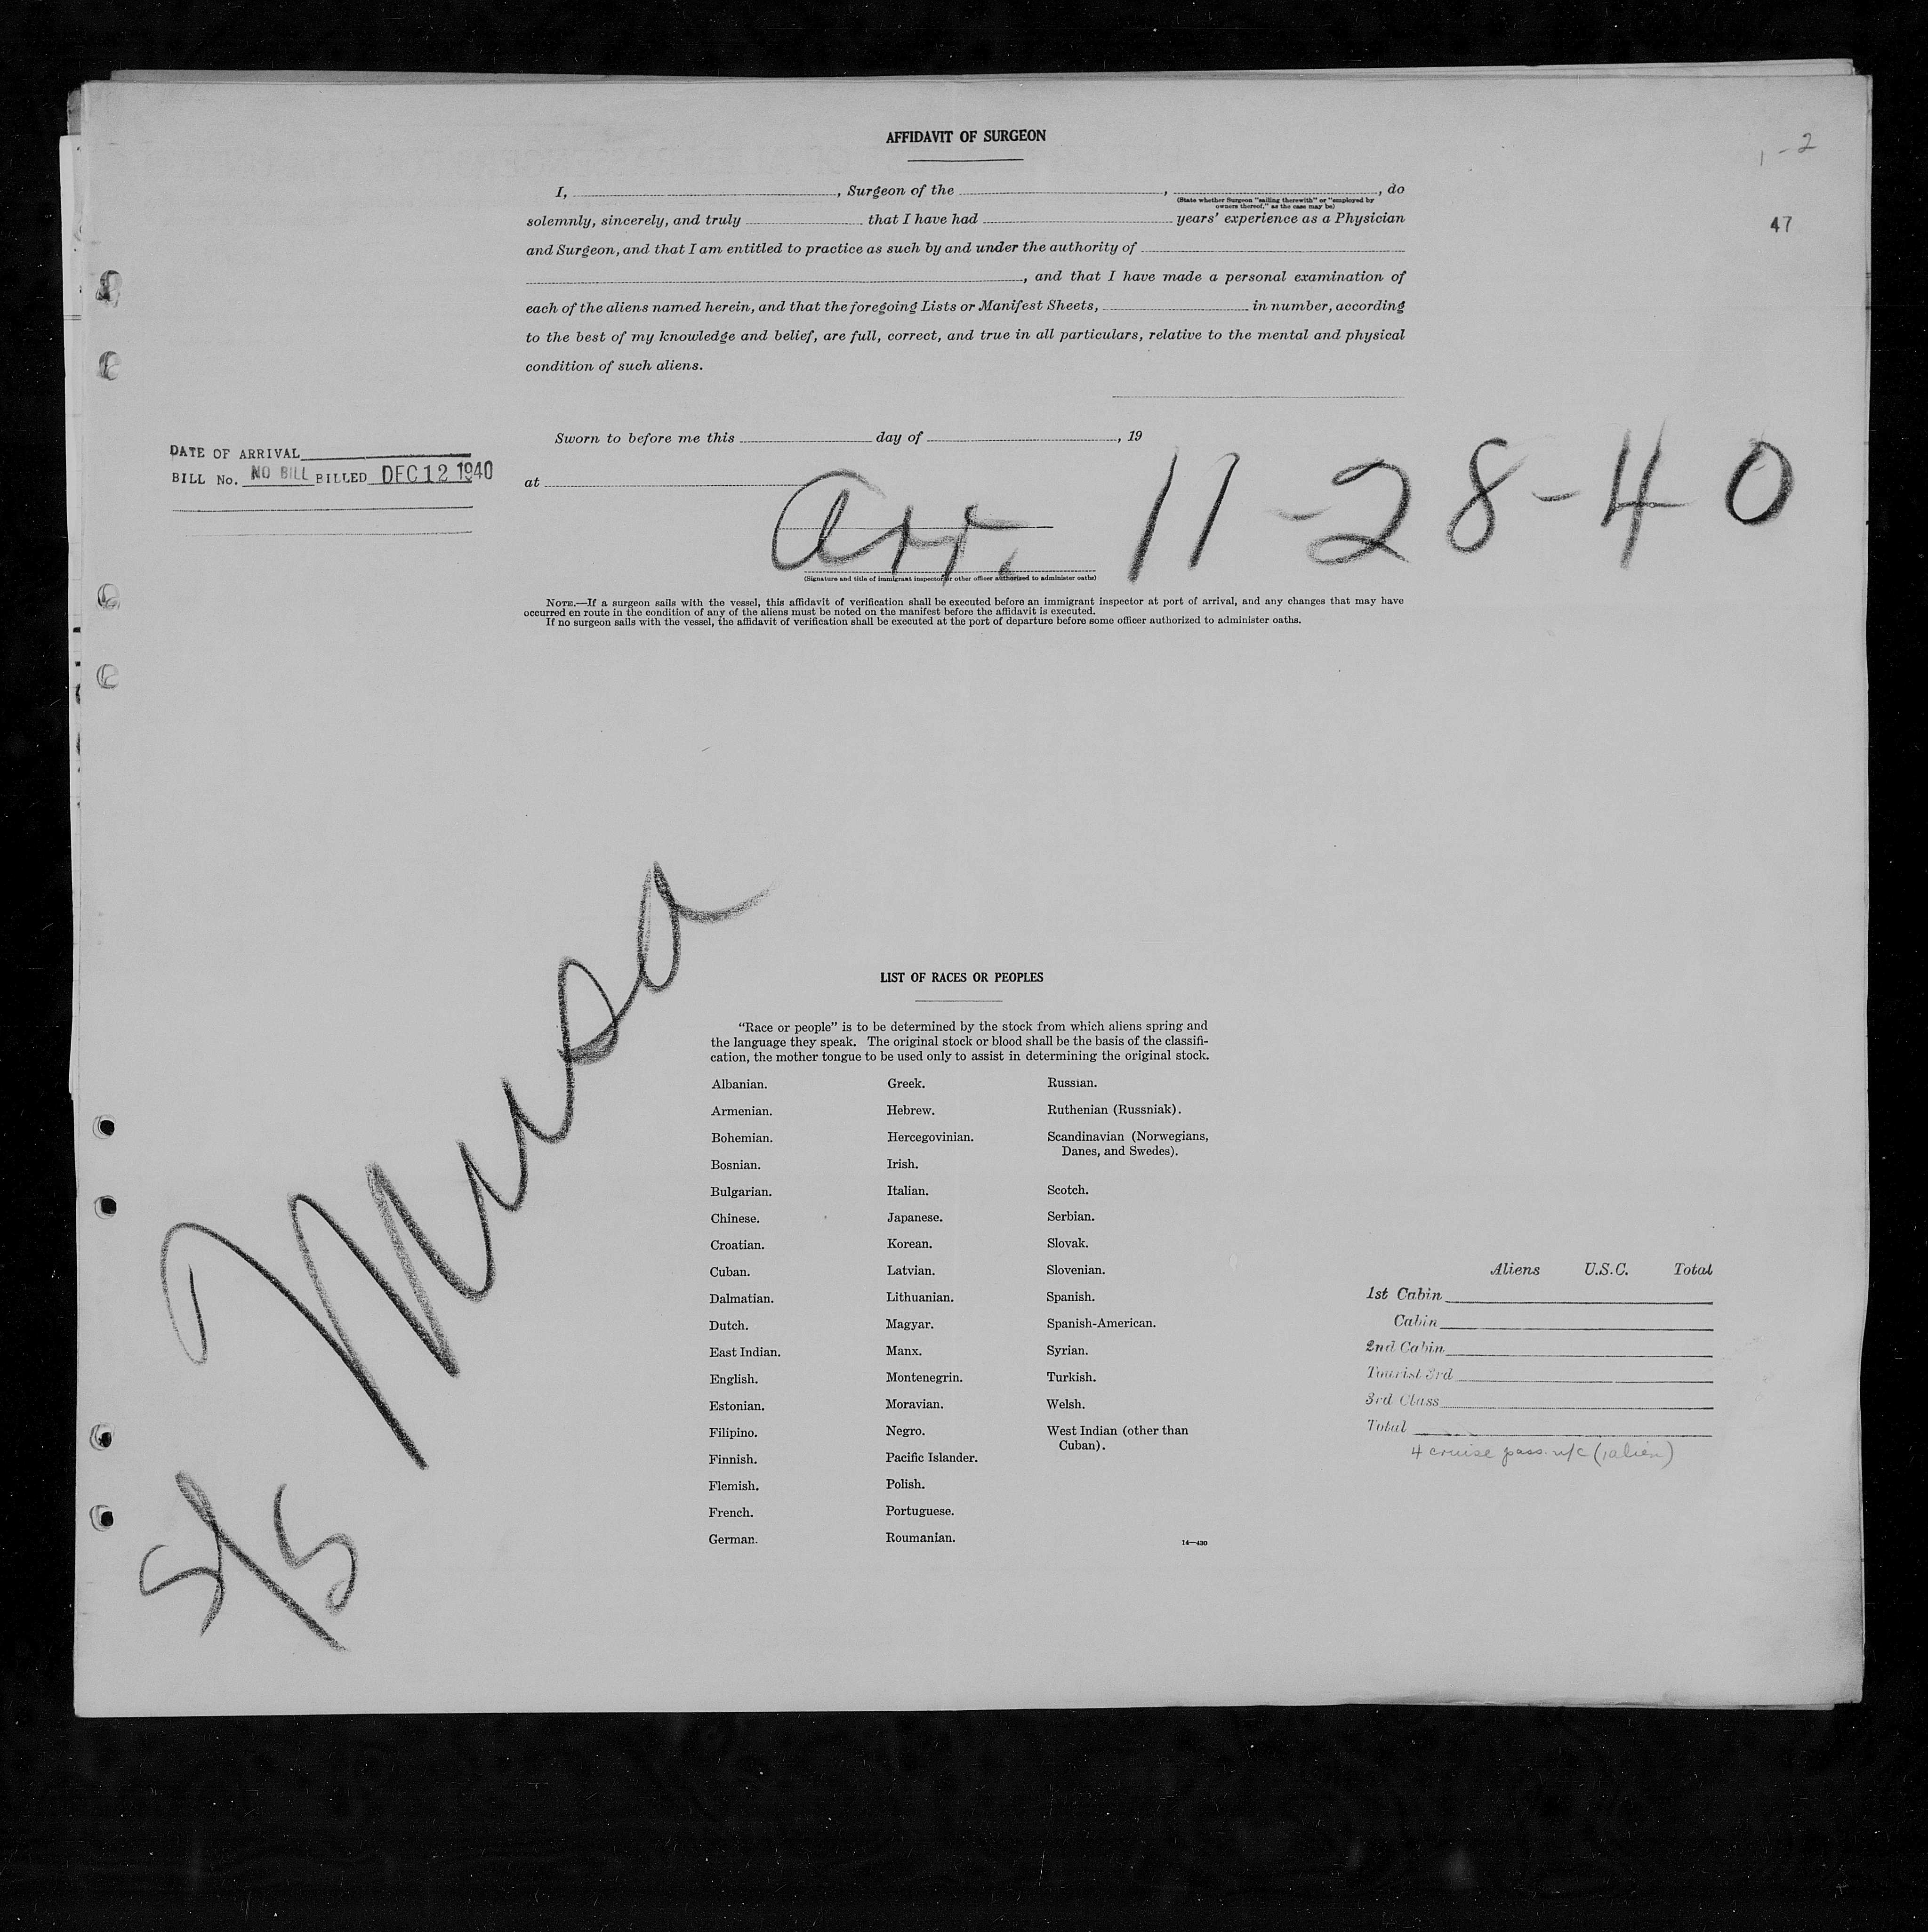 AFFIDAVIT OF SURGEON
1-2
I, , Surgeon of the , , do
(State whether Surgeon "sailing therewith" or "employed by
owners thereof," as the case may be)
solemnly, sincerely, and truly that I have had years' experience as a Physician
47
and Surgeon, and that I am entitled to practice as such by and under the authority of
, and that I have made a personal examination of
each of the aliens named herein, and that the foregoing Lists or Manifest Sheets, in number, according
to the best of my knowledge and belief, are full, correct, and true in all particulars, relative to the mental and physical
condition of such aliens.
Sworn to before me this day of , 19
DATE OF ARRIVAL
BILL No. NO BILL BILLED DEC 12 1940
at
arr. 11-28-40
(Signature and title of immigrant inspector or other officer authorized to administer oaths)
NOTE.—If a surgeon sails with the vessel, this affidavit of verification shall be executed before an immigrant inspector at port of arrival, and any changes that may have
occurred en route in the condition of any of the aliens must be noted on the manifest before the affidavit is executed.
If no surgeon sails with the vessel, the affidavit of verification shall be executed at the port of departure before some officer authorized to administer oaths.
S/S Musa
LIST OF RACES OR PEOPLES
"Race or people" is to be determined by the stock from which aliens spring and
the language they speak. The original stock or blood shall be the basis of the classifi-
cation, the mother tongue to be used only to assist in determining the original stock.
Albanian.
Armenian.
Bohemian.
Bosnian.
Bulgarian.
Chinese.
Croatian.
Cuban.
Dalmatian.
Dutch.
East Indian.
English.
Estonian.
Filipino.
Finnish.
Flemish.
French.
German.
Greek.
Hebrew.
Hercegovinian.
Irish.
Italian.
Japanese.
Korean.
Latvian.
Lithuanian.
Magyar.
Manx.
Montenegrin.
Moravian.
Negro.
Pacific Islander.
Polish.
Portuguese.
Roumanian.
Russian.
Ruthenian (Russniak).
Scandinavian (Norwegians,
Danes, and Swedes).
Scotch.
Serbian.
Slovak.
Slovenian.
Spanish.
Spanish-American.
Syrian.
Turkish.
Welsh.
West Indian (other than
Cuban).
14—430
Aliens U.S.C. Total
1st Cabin
Cabin
2nd Cabin
Tourist 3rd
3rd Class
Total
4 cruise pass. n/c (1 alien)